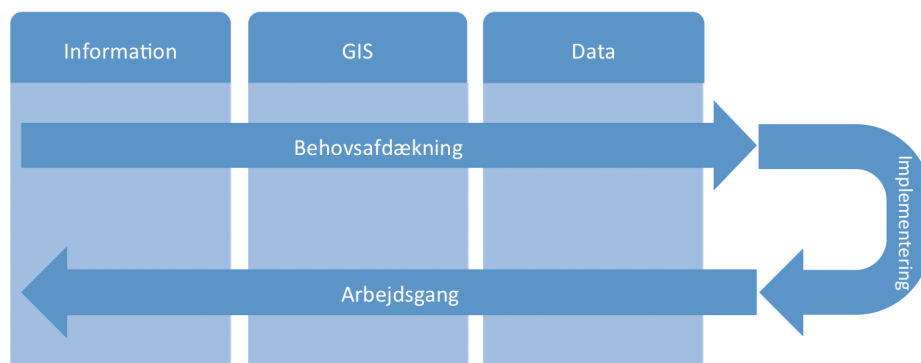 Information
GIS
Data
Behovsafdækning
Implementering
Arbejdsgang